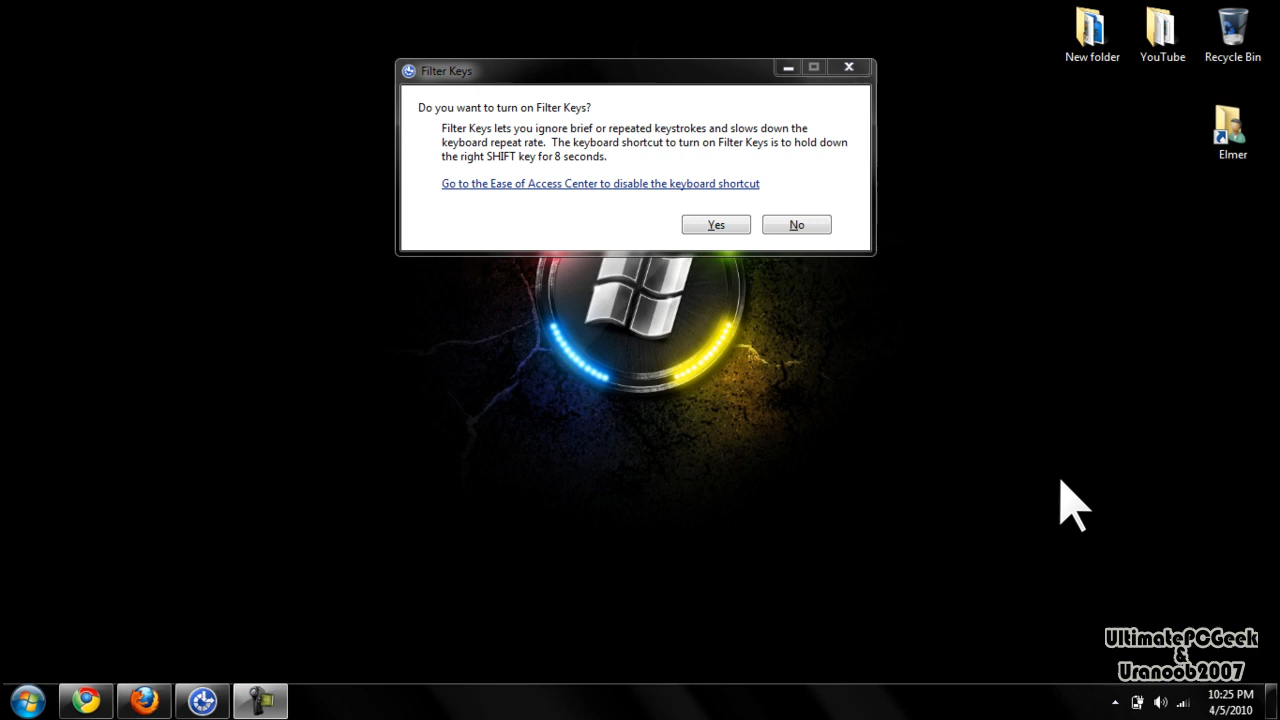 New folder
YouTube
Recycle Bin
Elmer
Filter Keys
Do you want to turn on Filter Keys?
Filter Keys lets you ignore brief or repeated keystrokes and slows down the
keyboard repeat rate.  The keyboard shortcut to turn on Filter Keys is to hold down
the right SHIFT key for 8 seconds.
Go to the Ease of Access Center to disable the keyboard shortcut
Yes
No
UltimatePCGeek
&
Uranoob2007
10:25 PM
4/5/2010